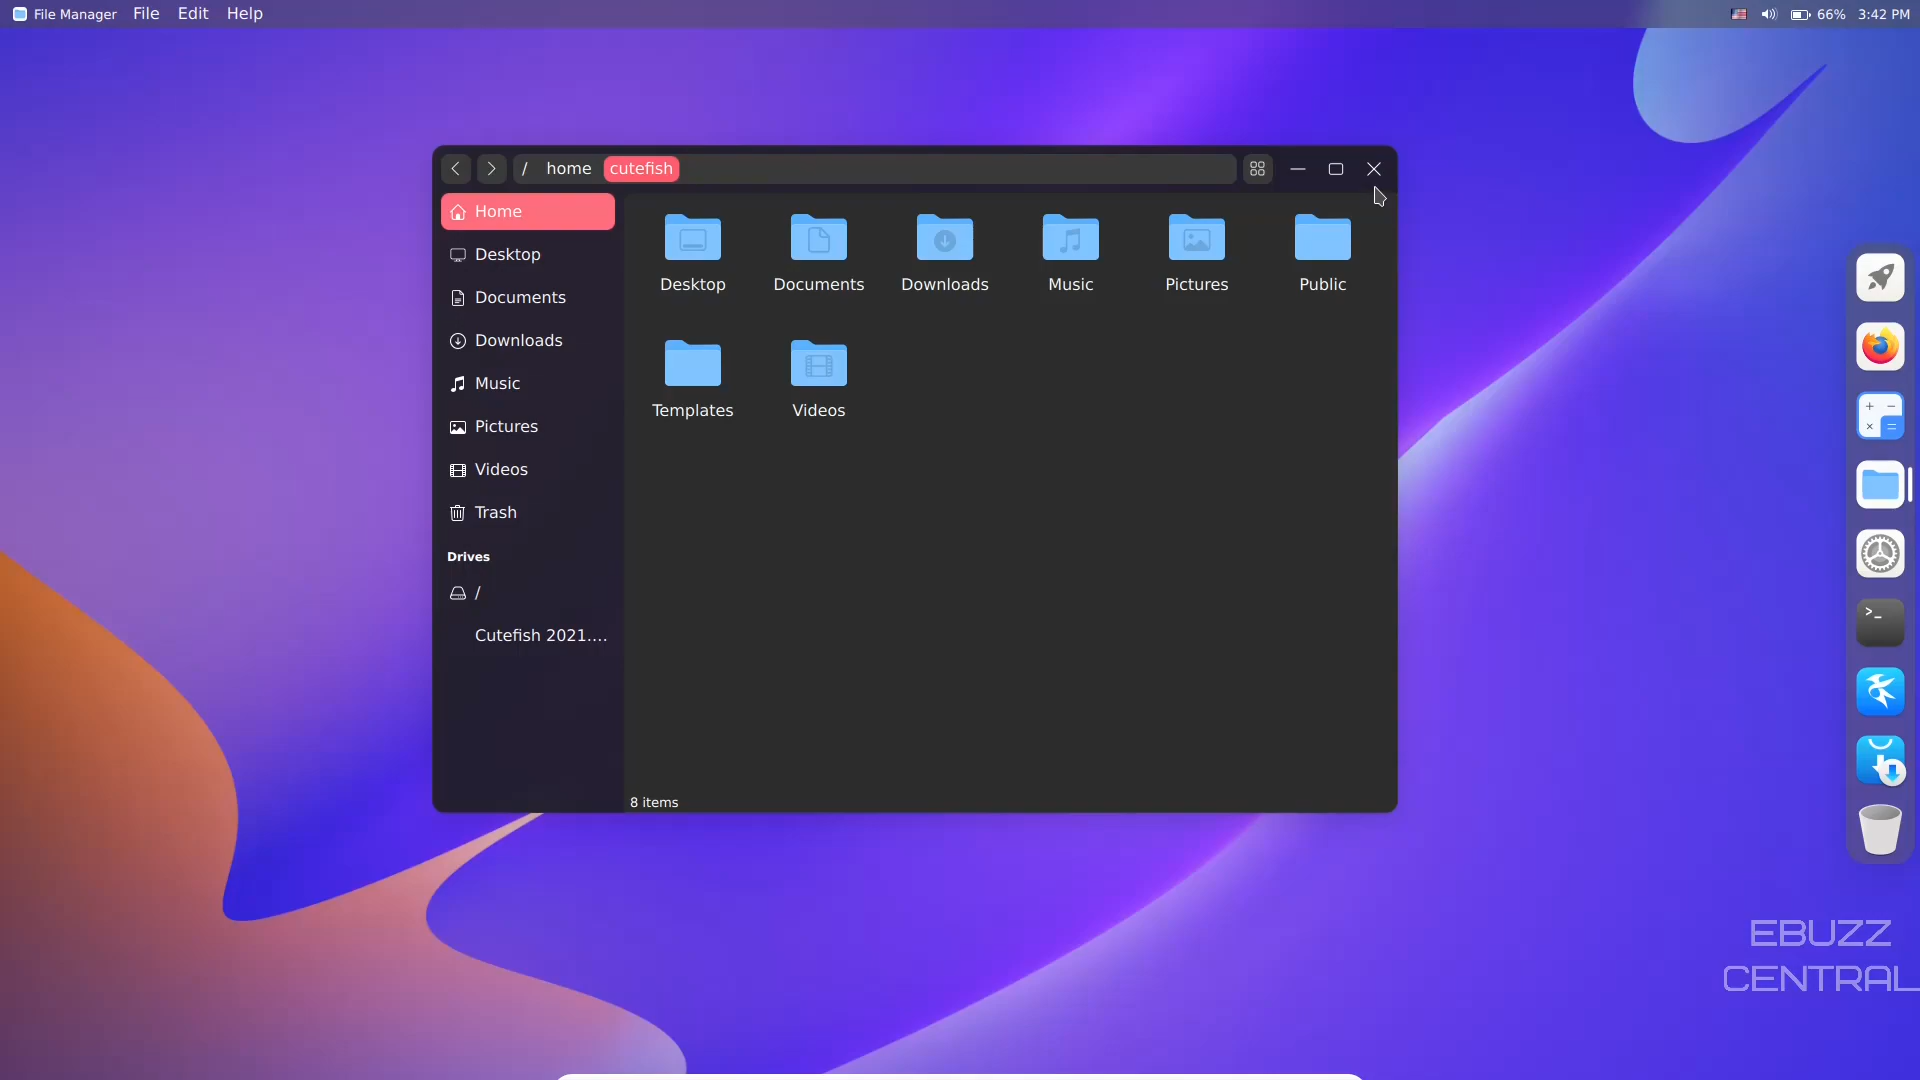 File Manager File Edit Help
66% 3:42 PM
/ home cutefish
Home
Desktop
Documents
Downloads
Music
Pictures
Videos
Trash
Drives
/
Cutefish 2021....
Desktop Documents Downloads Music Pictures Public
Templates Videos
8 items
EBUZZ
CENTRAL